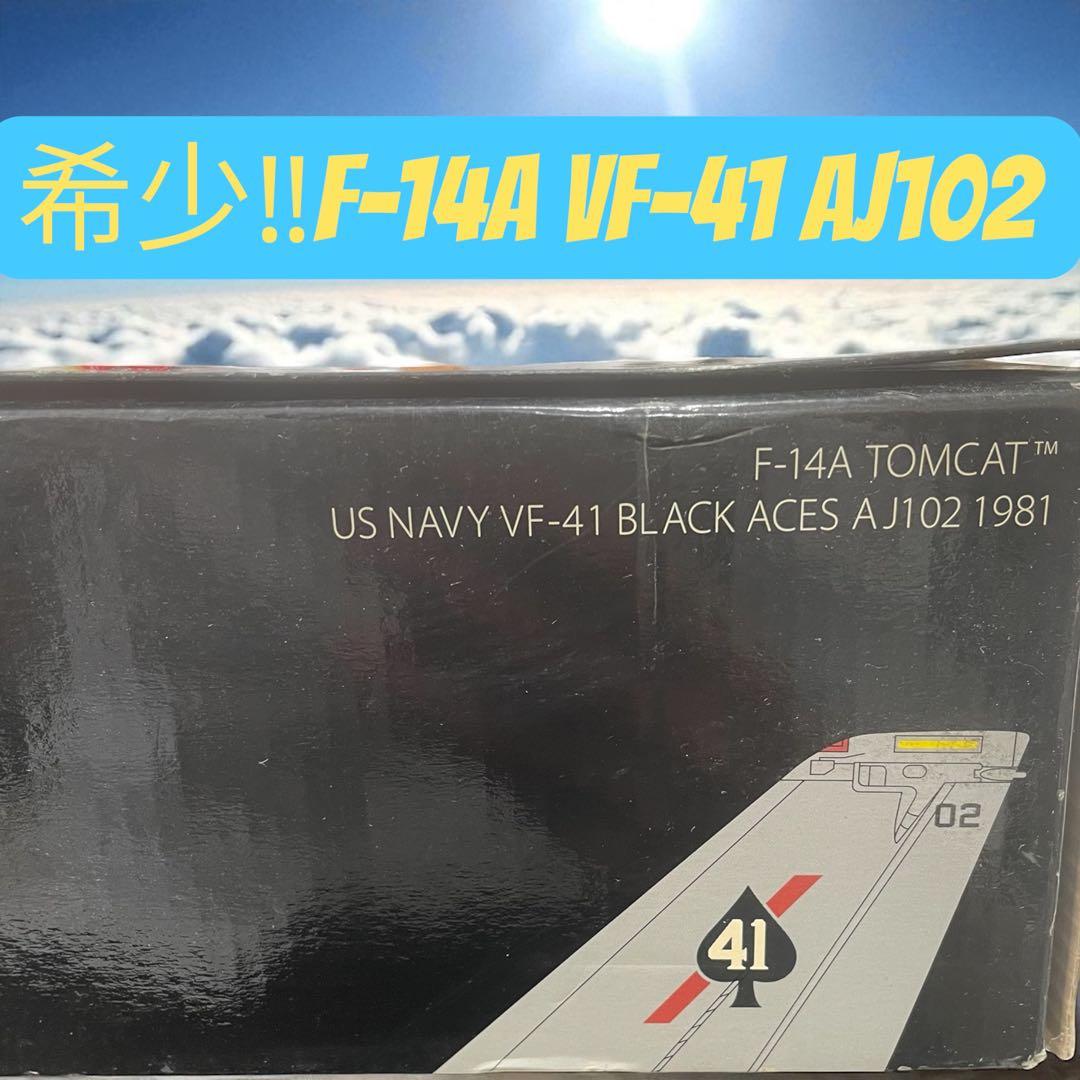 希少!!F-14A VF-41 AJ102
F-14A TOMCAT™
US NAVY VF-41 BLACK ACES AJ102 1981
02
41